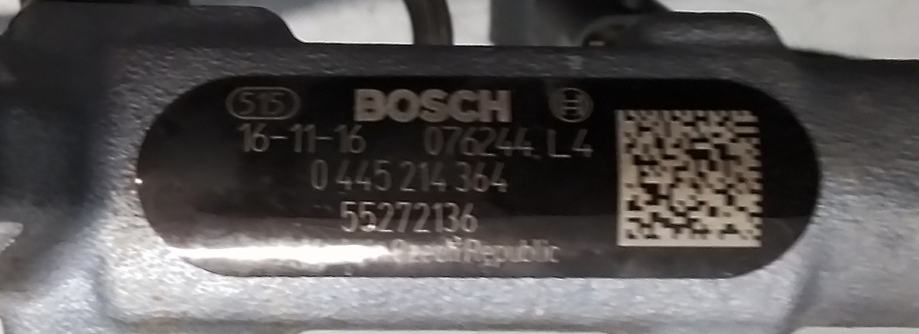 515 BOSCH
16-11-16 076244 L4
0 445 214 364
55272136
Czech Republic